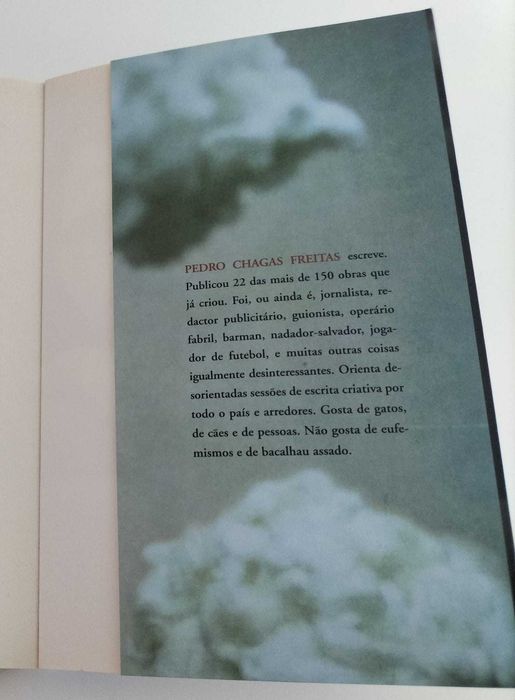 PEDRO CHAGAS FREITAS escreve.
Publicou 22 das mais de 150 obras que
já criou. Foi, ou ainda é, jornalista, re-
dactor publicitário, guionista, operário
fabril, barman, nadador-salvador, joga-
dor de futebol, e muitas outras coisas
igualmente desinteressantes. Orienta de-
sorientadas sessões de escrita criativa por
todo o país e arredores. Gosta de gatos,
de cães e de pessoas. Não gosta de eufe-
mismos e de bacalhau assado.